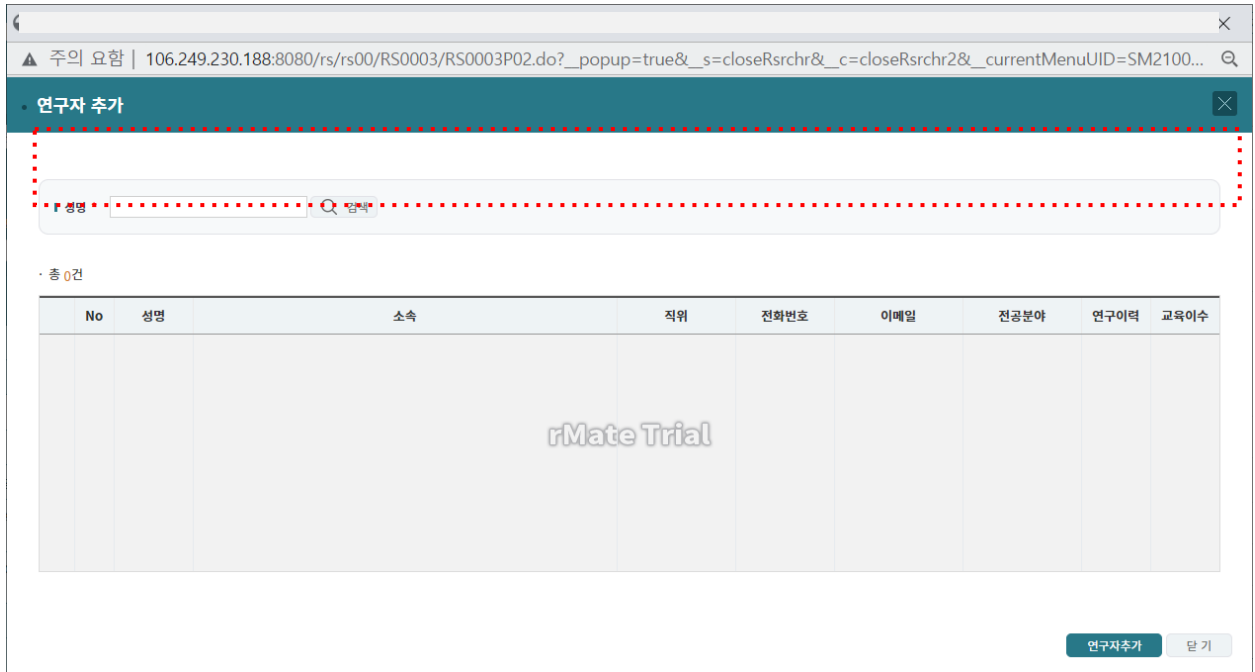 주의 요함 | 106.249.230.188:8080/rs/rs00/RS0003/RS0003P02.do?__popup=true&__s=closeRsrchr&__c=closeRsrchr2&__currentMenuUID=SM2100...
연구자 추가
성명 검색
· 총 0건
No 성명 소속 직위 전화번호 이메일 전공분야 연구이력 교육이수
rMate Trial
연구자추가 닫 기